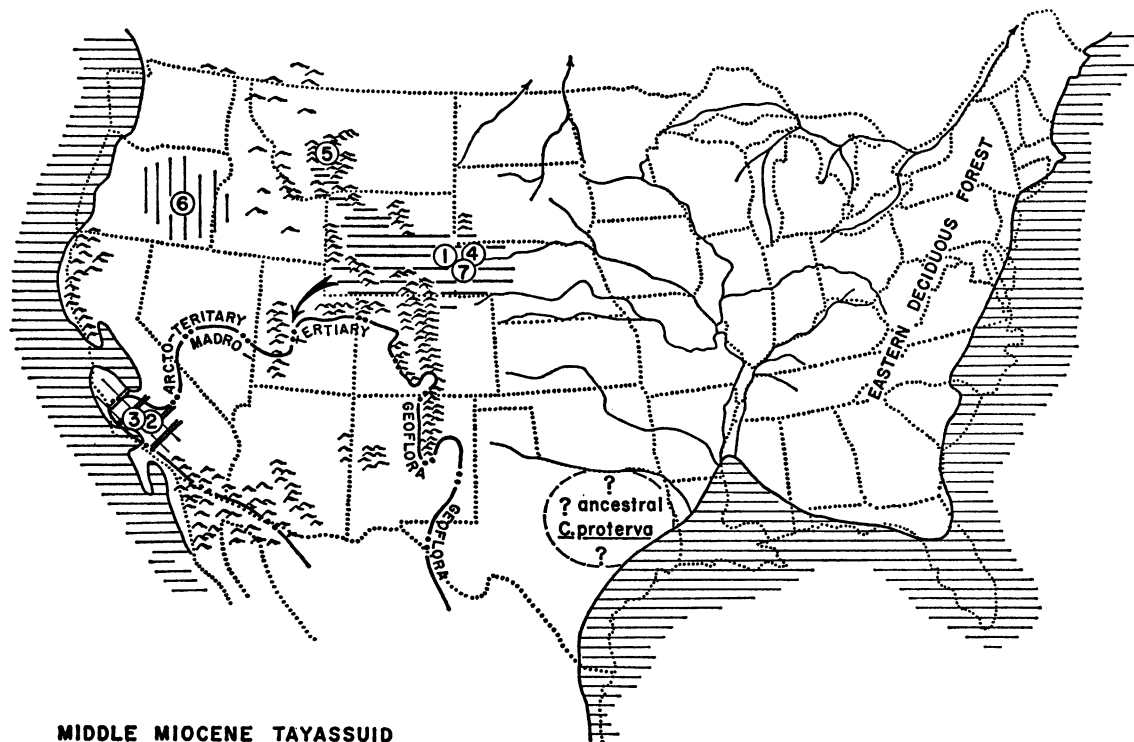 5
6
1 4
7
ARCTO-TERITARY
MADRO-TERTIARY
GEOFLORA
GEOFLORA
3 2
EASTERN DECIDUOUS FOREST
?
? ancestral
C. proterva
?
MIDDLE MIOCENE TAYASSUID